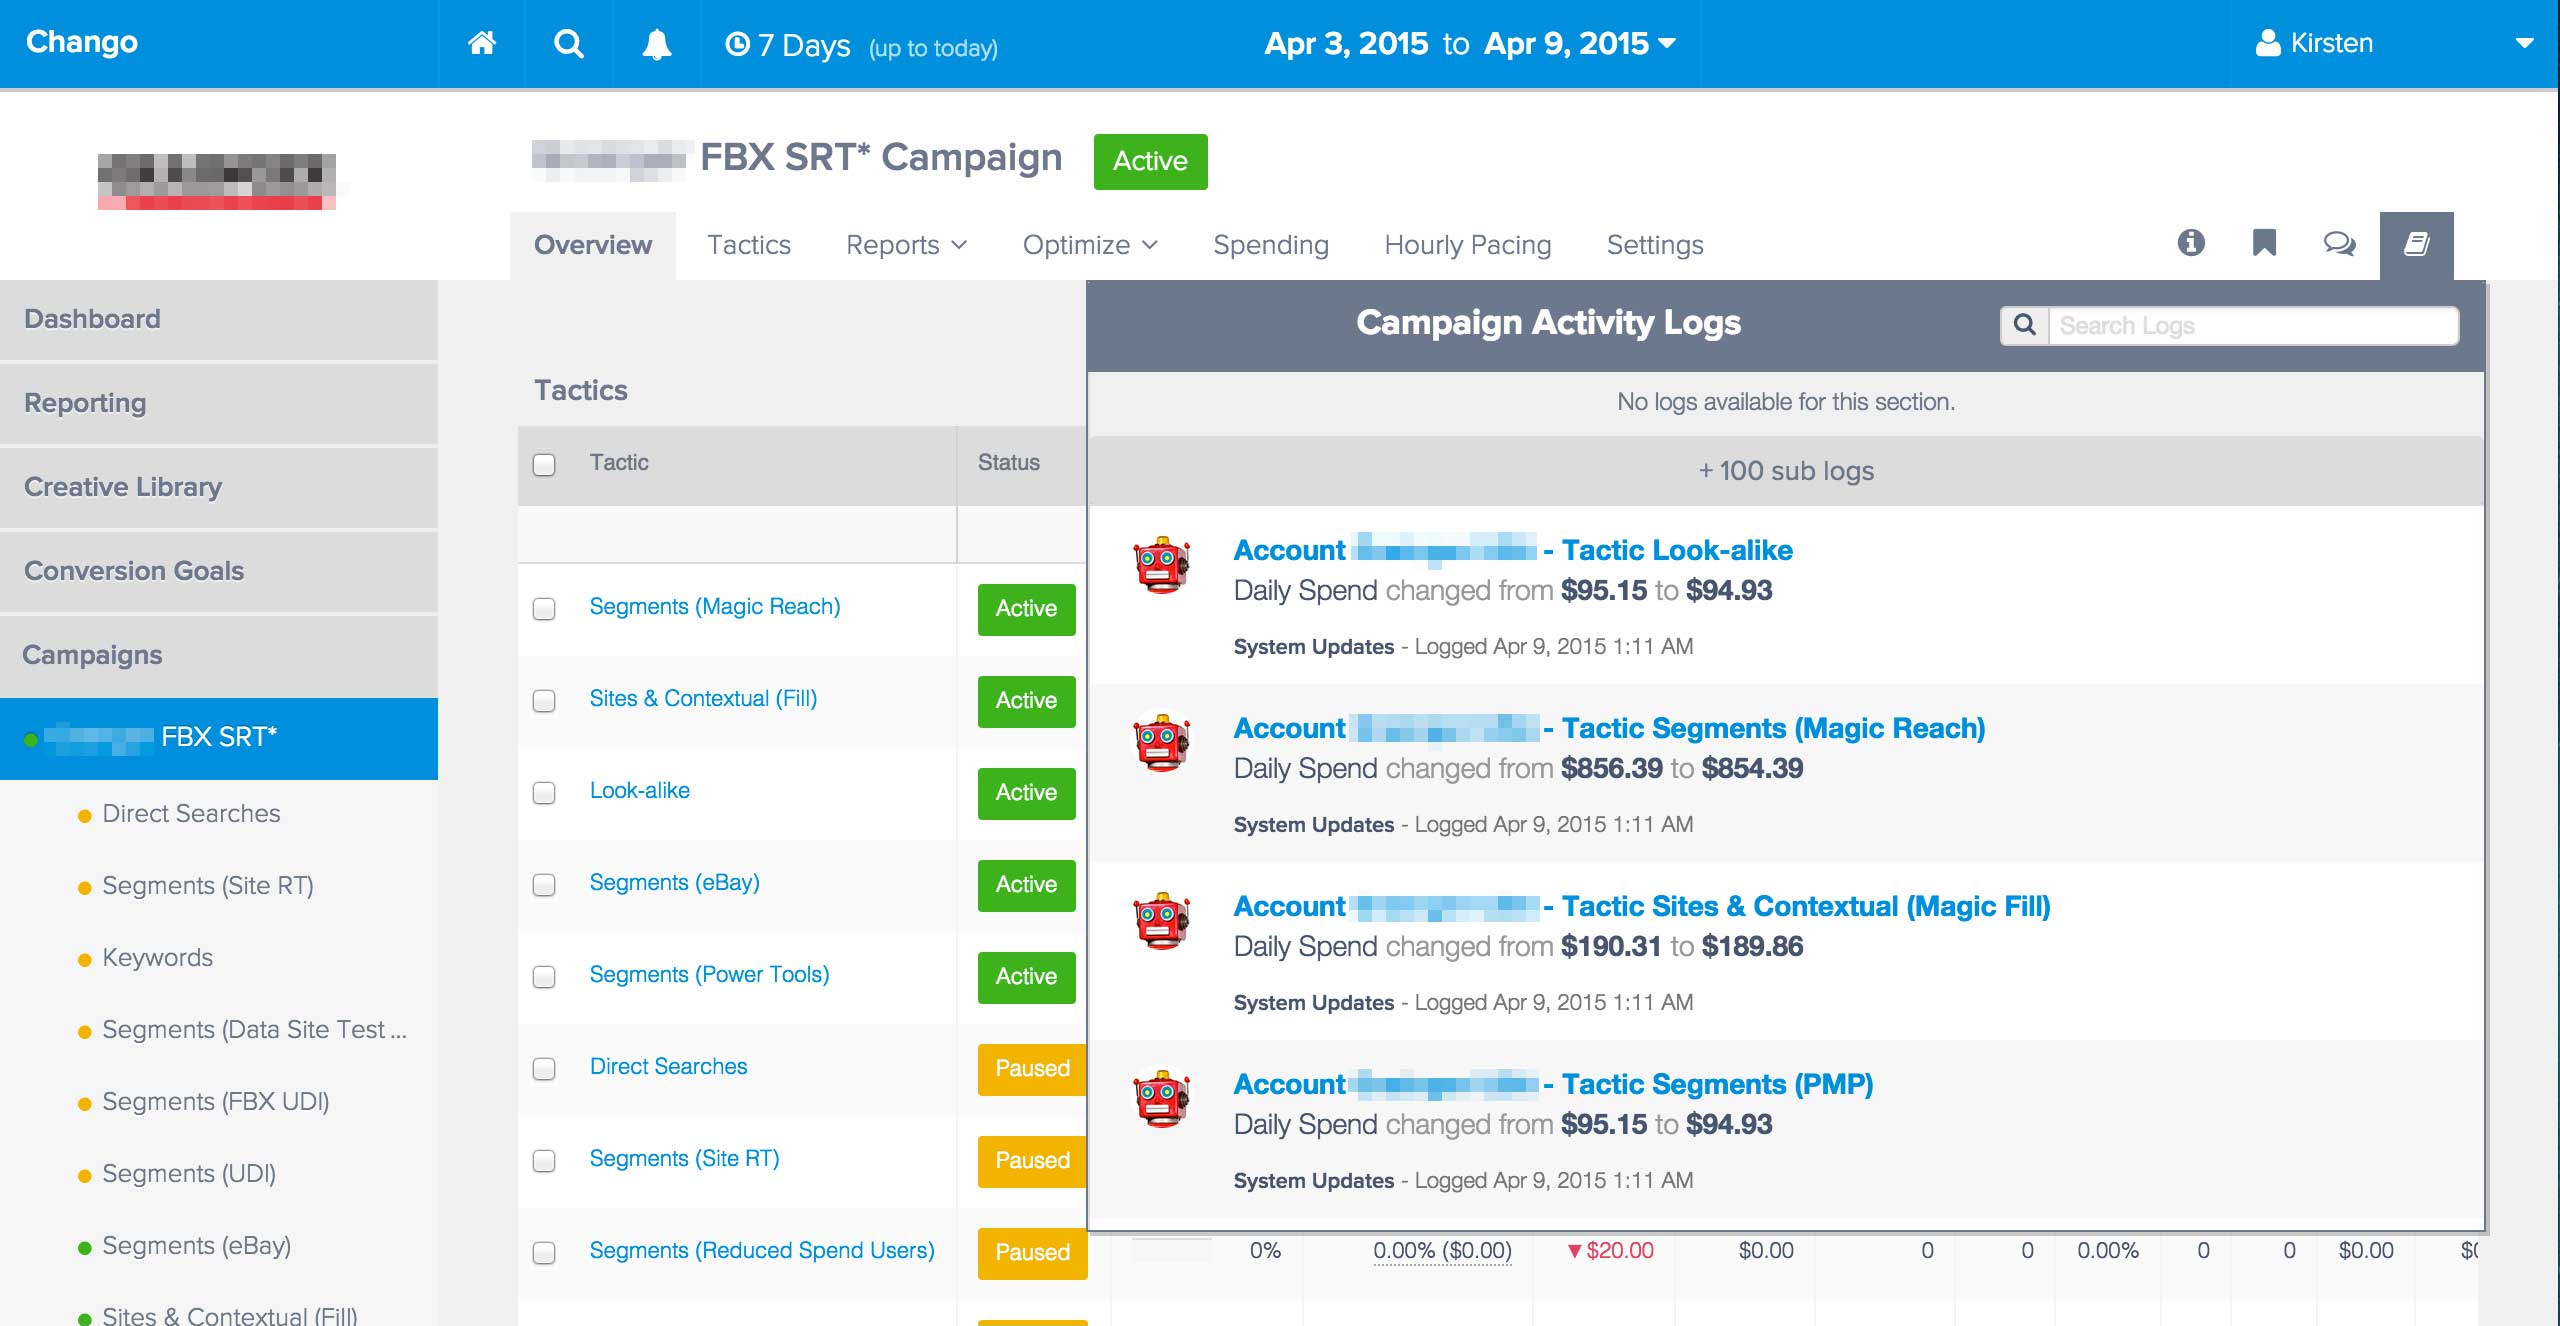 Chango
7 Days (up to today)
Apr 3, 2015 to Apr 9, 2015
Kirsten
FBX SRT* Campaign
Active
Overview
Tactics
Reports
Optimize
Spending
Hourly Pacing
Settings
Dashboard
Reporting
Creative Library
Conversion Goals
Campaigns
FBX SRT*
Direct Searches
Segments (Site RT)
Keywords
Segments (Data Site Test ...
Segments (FBX UDI)
Segments (UDI)
Segments (eBay)
Sites & Contextual (Fill)
Tactics
Tactic
Status
Segments (Magic Reach)
Active
Sites & Contextual (Fill)
Active
Look-alike
Active
Segments (eBay)
Active
Segments (Power Tools)
Active
Direct Searches
Paused
Segments (Site RT)
Paused
Segments (Reduced Spend Users)
Paused
0%
0.00% ($0.00)
▼$20.00
$0.00
0
0
0.00%
0
0
$0.00
Campaign Activity Logs
Search Logs
No logs available for this section.
+ 100 sub logs
Account - Tactic Look-alike
Daily Spend changed from $95.15 to $94.93
System Updates - Logged Apr 9, 2015 1:11 AM
Account - Tactic Segments (Magic Reach)
Daily Spend changed from $856.39 to $854.39
System Updates - Logged Apr 9, 2015 1:11 AM
Account - Tactic Sites & Contextual (Magic Fill)
Daily Spend changed from $190.31 to $189.86
System Updates - Logged Apr 9, 2015 1:11 AM
Account - Tactic Segments (PMP)
Daily Spend changed from $95.15 to $94.93
System Updates - Logged Apr 9, 2015 1:11 AM